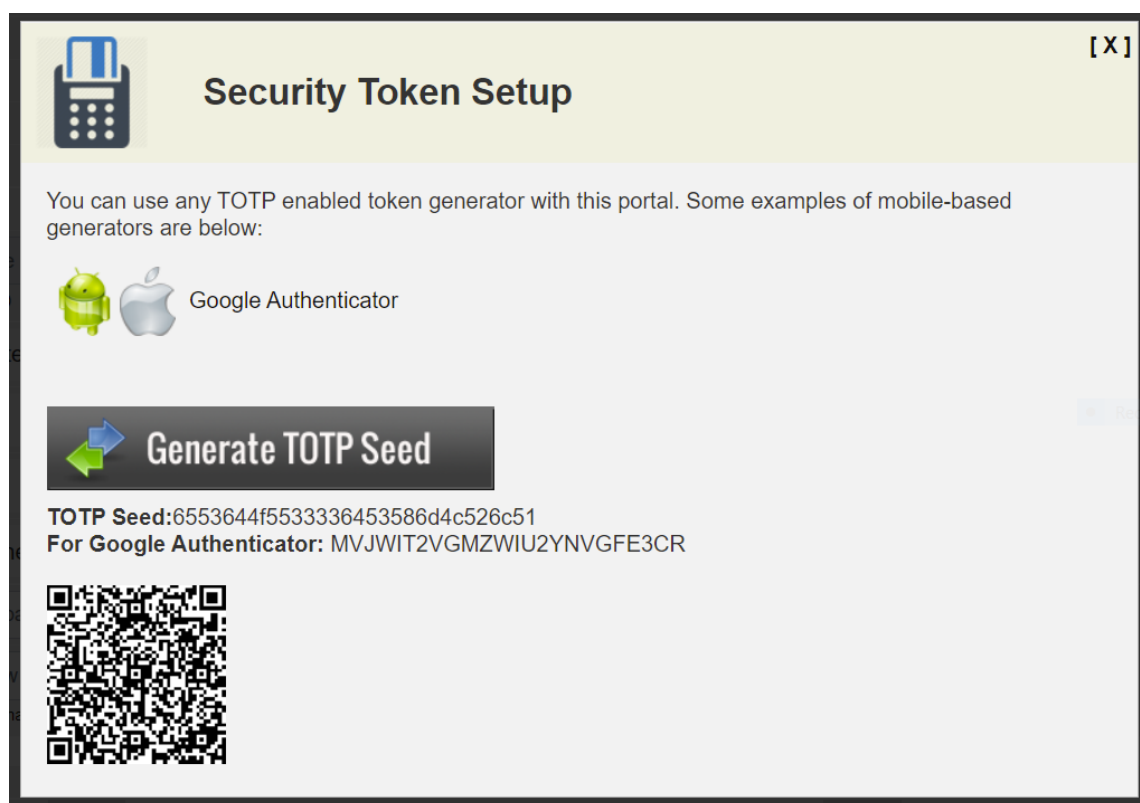 [ X ]
Security Token Setup
You can use any TOTP enabled token generator with this portal. Some examples of mobile-based
generators are below:
Google Authenticator
Generate TOTP Seed
TOTP Seed:6553644f5533336453586d4c526c51
For Google Authenticator: MVJWIT2VGMZWIU2YNVGFE3CR